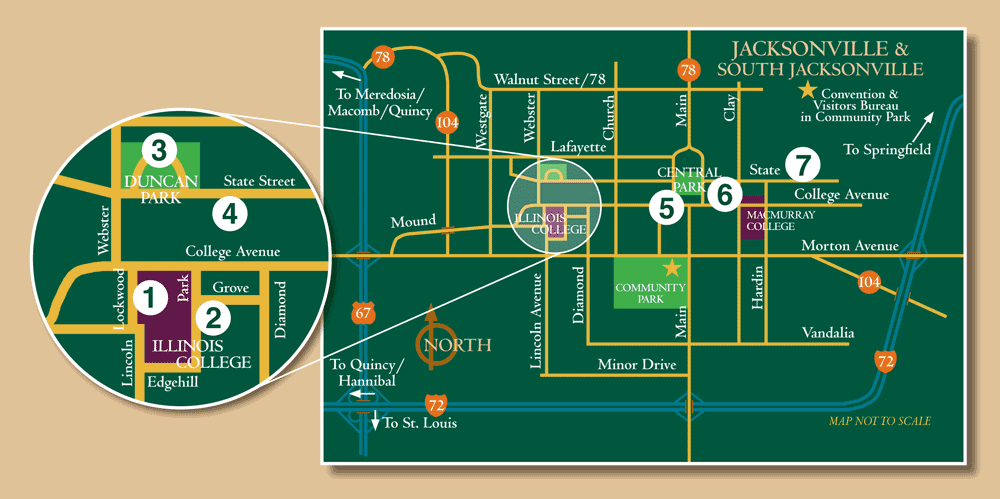 JACKSONVILLE &
SOUTH JACKSONVILLE
Convention &
Visitors Bureau
in Community Park
To Springfield
78
78
Walnut Street/78
To Meredosia/
Macomb/Quincy
104
Westgate
Webster
Church
Main
Clay
Lafayette
CENTRAL
PARK
State
7
6
5
College Avenue
MACMURRAY
COLLEGE
ILLINOIS
COLLEGE
Mound
Morton Avenue
COMMUNITY
PARK
Lincoln Avenue
Diamond
Main
Hardin
104
67
NORTH
Vandalia
Minor Drive
72
To Quincy/
Hannibal
72
To St. Louis
MAP NOT TO SCALE
3
DUNCAN
PARK
State Street
4
Webster
College Avenue
Lockwood
1
Park
Grove
2
Diamond
Lincoln
ILLINOIS
COLLEGE
Edgehill